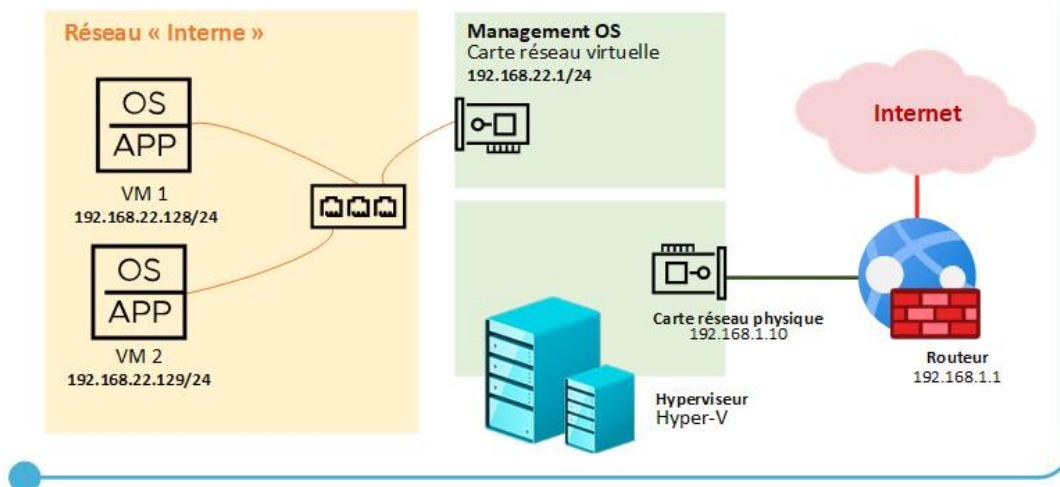 Réseau « Interne »
OS
APP
VM 1
192.168.22.128/24
OS
APP
VM 2
192.168.22.129/24
Management OS
Carte réseau virtuelle
192.168.22.1/24
Carte réseau physique
192.168.1.10
Hyperviseur
Hyper-V
Internet
Routeur
192.168.1.1